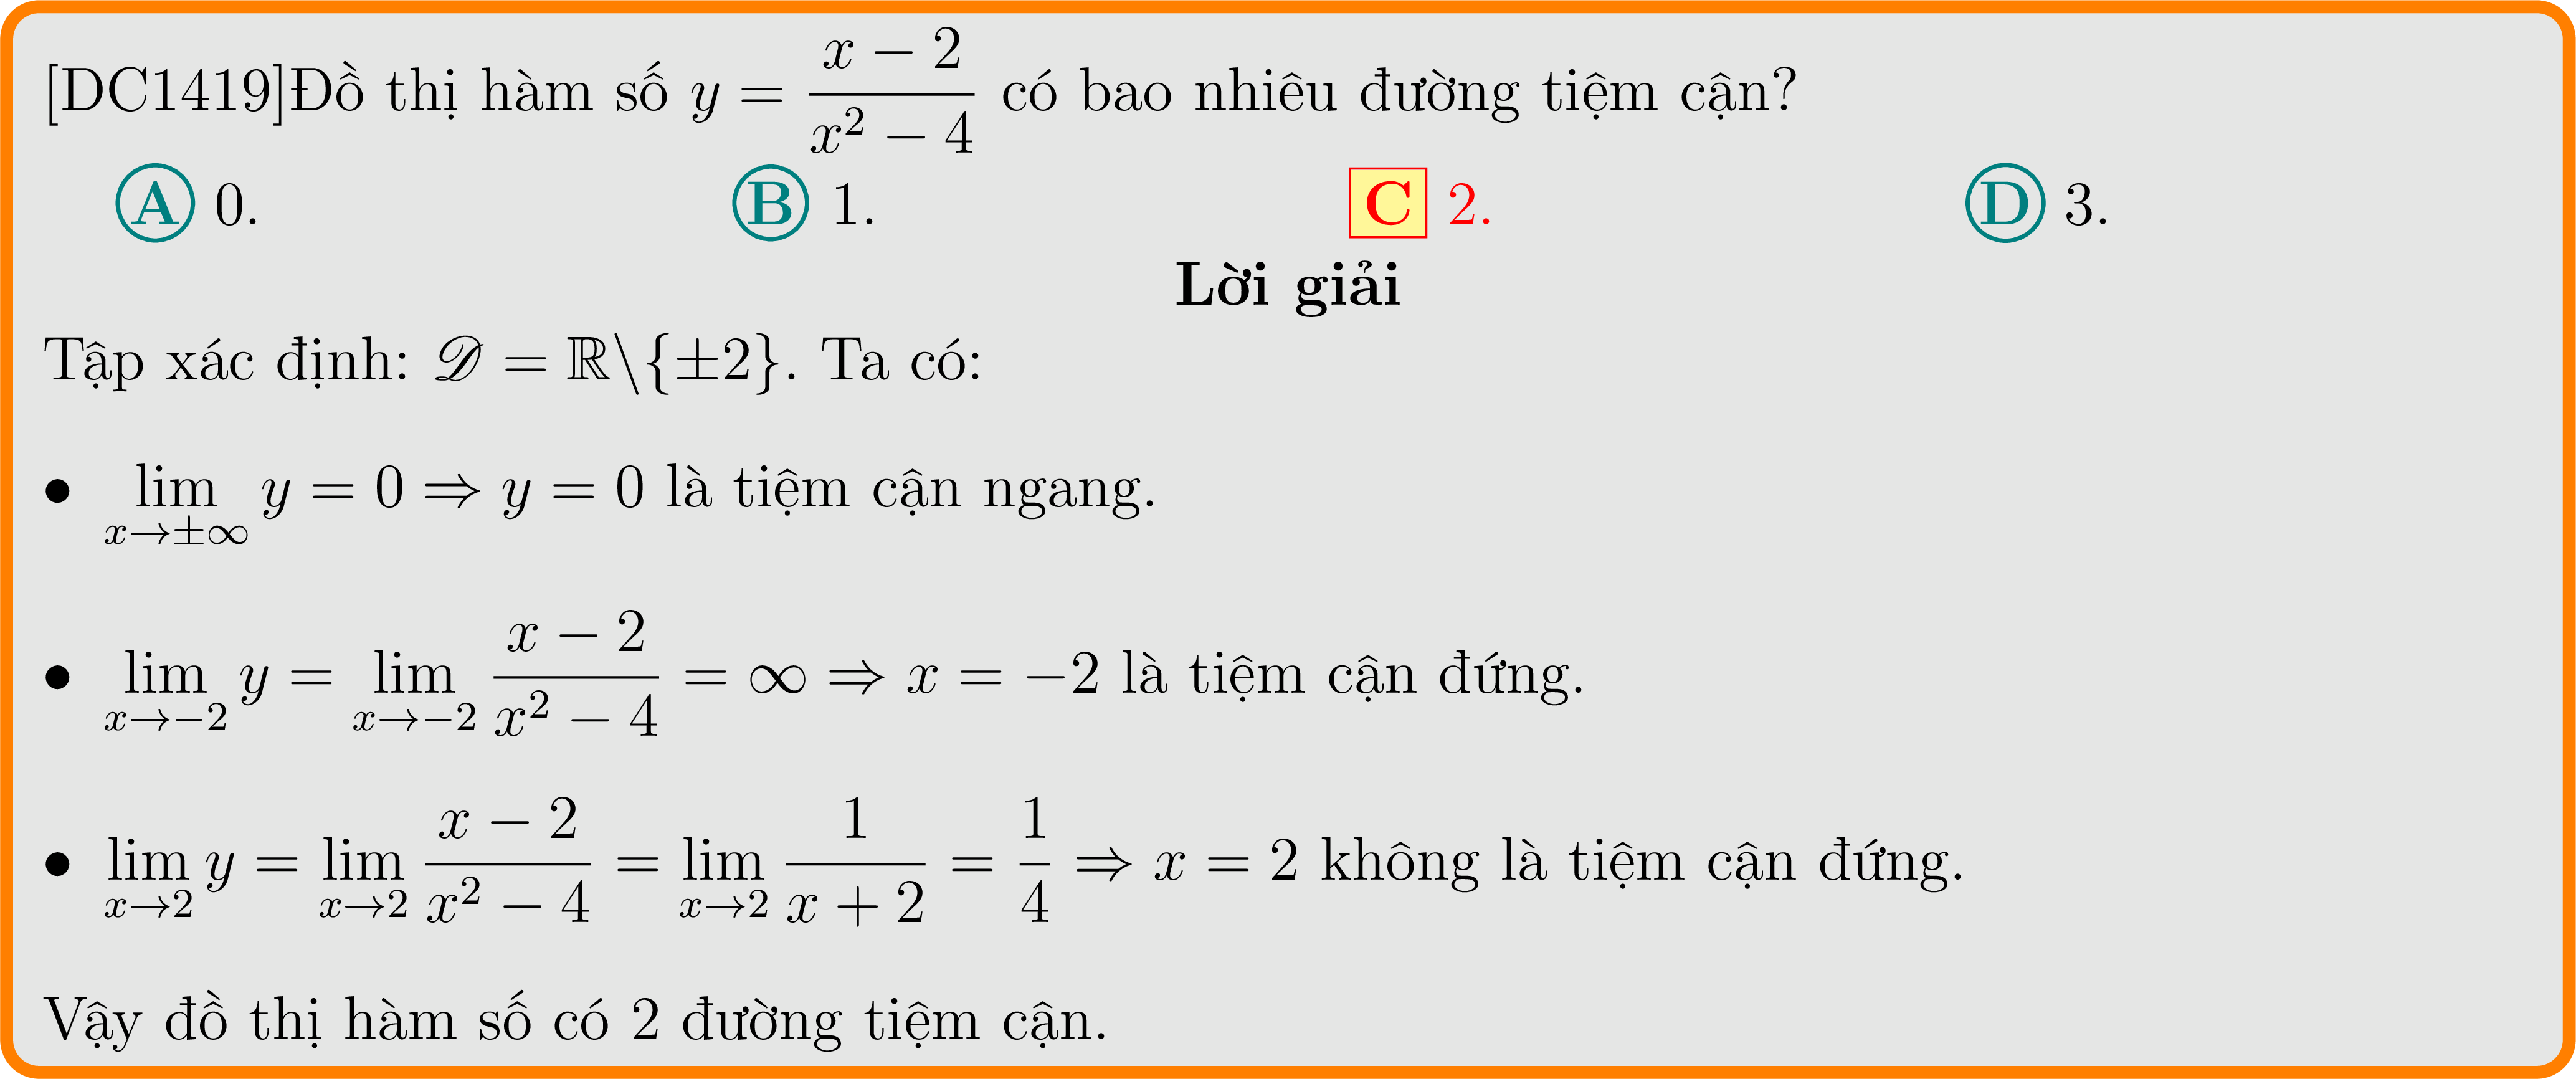 [DC1419]Đồ thị hàm số $y = \dfrac{x-2}{x^2-4}$ có bao nhiêu đường tiệm cận?
A 0. B 1. C 2. D 3.
Lời giải
Tập xác định: $\mathscr{D} = \mathbb{R}\backslash\{\pm 2\}$. Ta có:
• $\lim\limits_{x\to\pm\infty} y = 0 \Rightarrow y = 0$ là tiệm cận ngang.
• $\lim\limits_{x\to -2} y = \lim\limits_{x\to -2} \dfrac{x-2}{x^2-4} = \infty \Rightarrow x = -2$ là tiệm cận đứng.
• $\lim\limits_{x\to 2} y = \lim\limits_{x\to 2} \dfrac{x-2}{x^2-4} = \lim\limits_{x\to 2} \dfrac{1}{x+2} = \dfrac{1}{4} \Rightarrow x = 2$ không là tiệm cận đứng.
Vậy đồ thị hàm số có 2 đường tiệm cận.